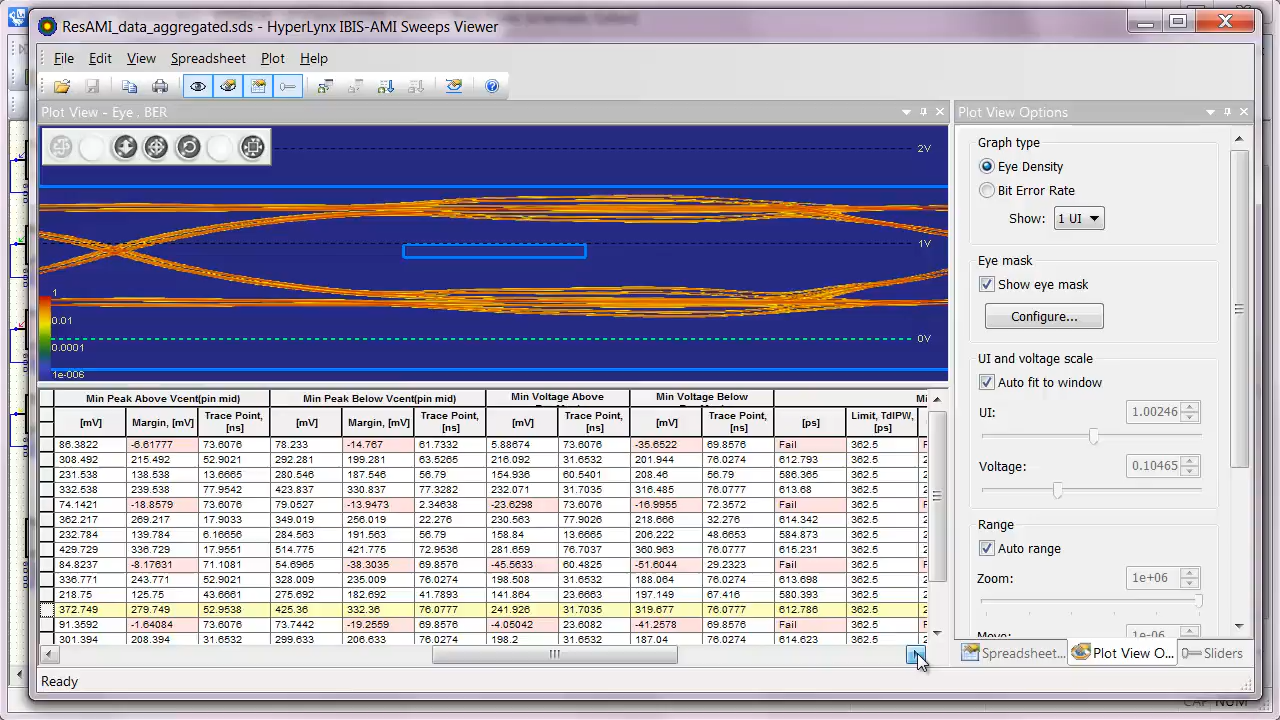 ResAMI_data_aggregated.sds - HyperLynx IBIS-AMI Sweeps Viewer
File Edit View Spreadsheet Plot Help
Plot View - Eye , BER
Plot View Options
2V
1V
0V
1
0.01
0.0001
1e-006
Graph type
Eye Density
Bit Error Rate
Show: 1 UI
Eye mask
Show eye mask
Configure...
UI and voltage scale
Auto fit to window
UI: 1.00246
Voltage: 0.10465
Range
Auto range
Zoom: 1e+06
Move: 1e-06
Min Peak Above Vcent(pin mid) Min Peak Below Vcent(pin mid) Min Voltage Above Min Voltage Below
[mV] Margin, [mV] Trace Point, [ns] [mV] Margin, [mV] Trace Point, [ns] [mV] Trace Point, [ns] [mV] Trace Point, [ns] [ps] Limit, TdIPW, [ps]
86.3822 -6.61777 73.6076 78.233 -14.767 61.7332 5.88674 73.6076 -35.6522 69.8576 Fail 362.5
308.492 215.492 52.9021 292.281 199.281 63.5265 216.092 31.6532 201.944 76.0274 612.793 362.5
231.538 138.538 13.6665 280.546 187.546 56.79 154.936 60.5401 208.46 56.79 586.365 362.5
332.538 239.538 77.9542 423.837 330.837 77.3282 232.071 31.7035 316.485 76.0777 613.68 362.5
74.1421 -18.8579 73.6076 79.0527 -13.9473 2.34638 -23.6298 73.6076 -16.9955 72.3572 Fail 362.5
362.217 269.217 17.9033 349.019 256.019 22.276 230.563 77.9026 218.666 32.276 614.342 362.5
232.784 139.784 6.16656 284.563 191.563 56.79 158.84 13.6665 206.222 48.6653 584.873 362.5
429.729 336.729 17.9551 514.775 421.775 72.9536 281.659 76.7037 360.963 76.0777 615.231 362.5
84.8237 -8.17631 71.1081 54.6965 -38.3035 69.8576 -45.5633 60.4825 -51.6044 29.2323 Fail 362.5
336.771 243.771 52.9021 328.009 235.009 76.0274 198.508 31.6532 188.064 76.0274 613.698 362.5
218.75 125.75 43.6661 275.692 182.692 41.7893 141.864 23.6663 197.149 67.416 580.393 362.5
372.749 279.749 52.9538 425.36 332.36 76.0777 241.926 31.7035 319.677 76.0777 612.786 362.5
91.3592 -1.64084 73.6076 73.7442 -19.2559 69.8576 -4.05042 23.6082 -41.2578 69.8576 Fail 362.5
301.394 208.394 31.6532 299.633 206.633 76.0274 198.2 31.6532 187.04 76.0274 614.623 362.5
Spreadsheet... Plot View O... Sliders
Ready
CAP NUM